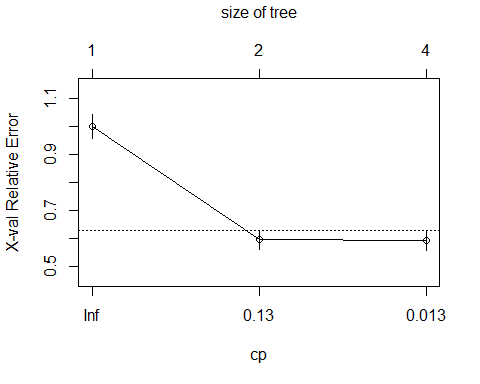 size of tree
1 2 4
X-val Relative Error
1.1
0.9
0.7
0.5
Inf 0.13 0.013
cp